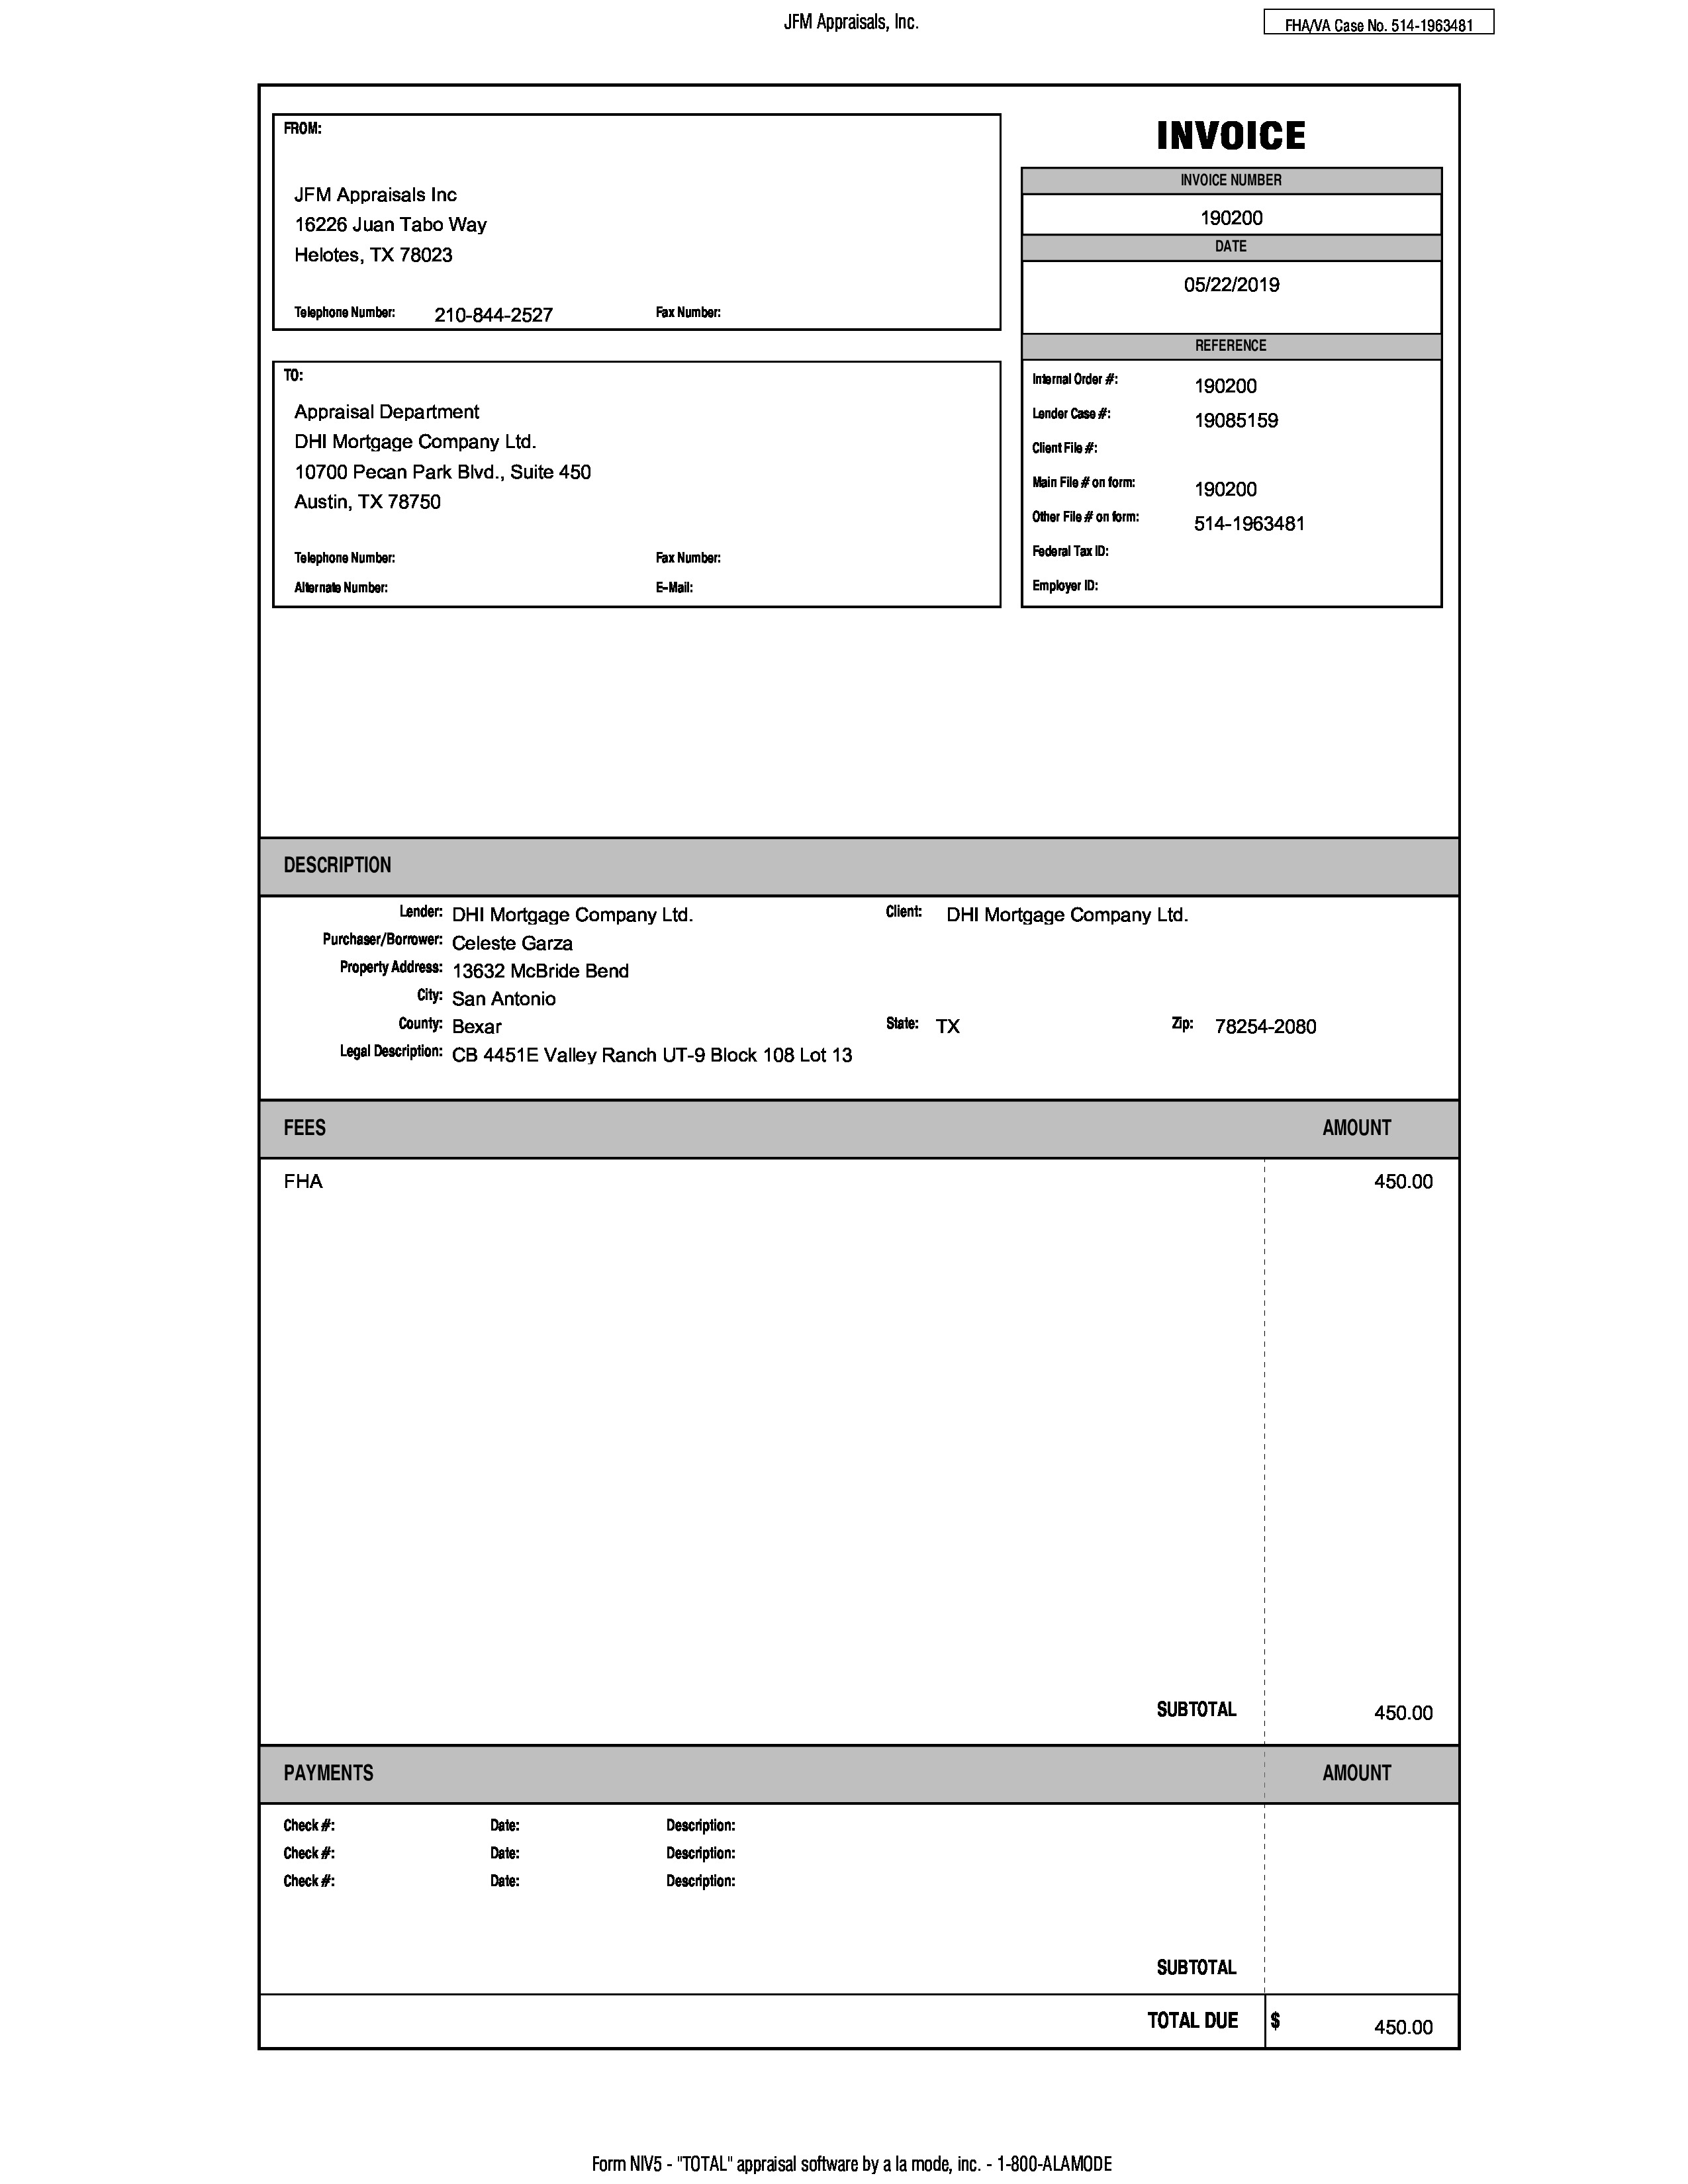 JFM Appraisals, Inc.
FHA/VA Case No. 514-1963481
FROM:
JFM Appraisals Inc
16226 Juan Tabo Way
Helotes, TX 78023
Telephone Number: 210-844-2527 Fax Number:
INVOICE
INVOICE NUMBER
190200
DATE
05/22/2019
REFERENCE
Internal Order #: 190200
Lender Case #: 19085159
Client File #:
Main File # on form: 190200
Other File # on form: 514-1963481
Federal Tax ID:
Employer ID:
TO:
Appraisal Department
DHI Mortgage Company Ltd.
10700 Pecan Park Blvd., Suite 450
Austin, TX 78750
Telephone Number: Fax Number:
Alternate Number: E-Mail:
DESCRIPTION
Lender: DHI Mortgage Company Ltd. Client: DHI Mortgage Company Ltd.
Purchaser/Borrower: Celeste Garza
Property Address: 13632 McBride Bend
City: San Antonio
County: Bexar State: TX Zip: 78254-2080
Legal Description: CB 4451E Valley Ranch UT-9 Block 108 Lot 13
FEES AMOUNT
FHA 450.00
SUBTOTAL 450.00
PAYMENTS AMOUNT
Check #: Date: Description:
Check #: Date: Description:
Check #: Date: Description:
SUBTOTAL
TOTAL DUE $ 450.00
Form NIV5 - "TOTAL" appraisal software by a la mode, inc. - 1-800-ALAMODE